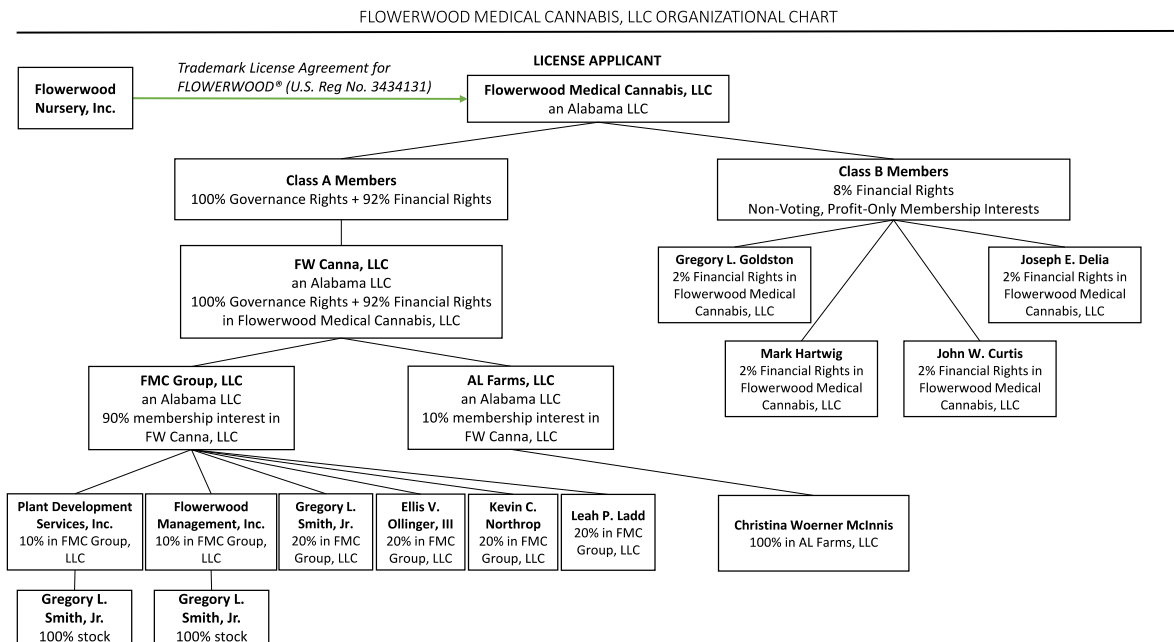 FLOWERWOOD MEDICAL CANNABIS, LLC ORGANIZATIONAL CHART
Flowerwood
Nursery, Inc.
Trademark License Agreement for
FLOWERWOOD® (U.S. Reg No. 3434131)
LICENSE APPLICANT
Flowerwood Medical Cannabis, LLC
an Alabama LLC
Class A Members
100% Governance Rights + 92% Financial Rights
Class B Members
8% Financial Rights
Non-Voting, Profit-Only Membership Interests
FW Canna, LLC
an Alabama LLC
100% Governance Rights + 92% Financial Rights
in Flowerwood Medical Cannabis, LLC
Gregory L. Goldston
2% Financial Rights in
Flowerwood Medical
Cannabis, LLC
Joseph E. Delia
2% Financial Rights in
Flowerwood Medical
Cannabis, LLC
Mark Hartwig
2% Financial Rights in
Flowerwood Medical
Cannabis, LLC
John W. Curtis
2% Financial Rights in
Flowerwood Medical
Cannabis, LLC
FMC Group, LLC
an Alabama LLC
90% membership interest in
FW Canna, LLC
AL Farms, LLC
an Alabama LLC
10% membership interest in
FW Canna, LLC
Plant Development
Services, Inc.
10% in FMC Group,
LLC
Flowerwood
Management, Inc.
10% in FMC Group,
LLC
Gregory L.
Smith, Jr.
20% in FMC
Group, LLC
Ellis V.
Ollinger, III
20% in FMC
Group, LLC
Kevin C.
Northrop
20% in FMC
Group, LLC
Leah P. Ladd
20% in FMC
Group, LLC
Christina Woerner McInnis
100% in AL Farms, LLC
Gregory L.
Smith, Jr.
100% stock
Gregory L.
Smith, Jr.
100% stock